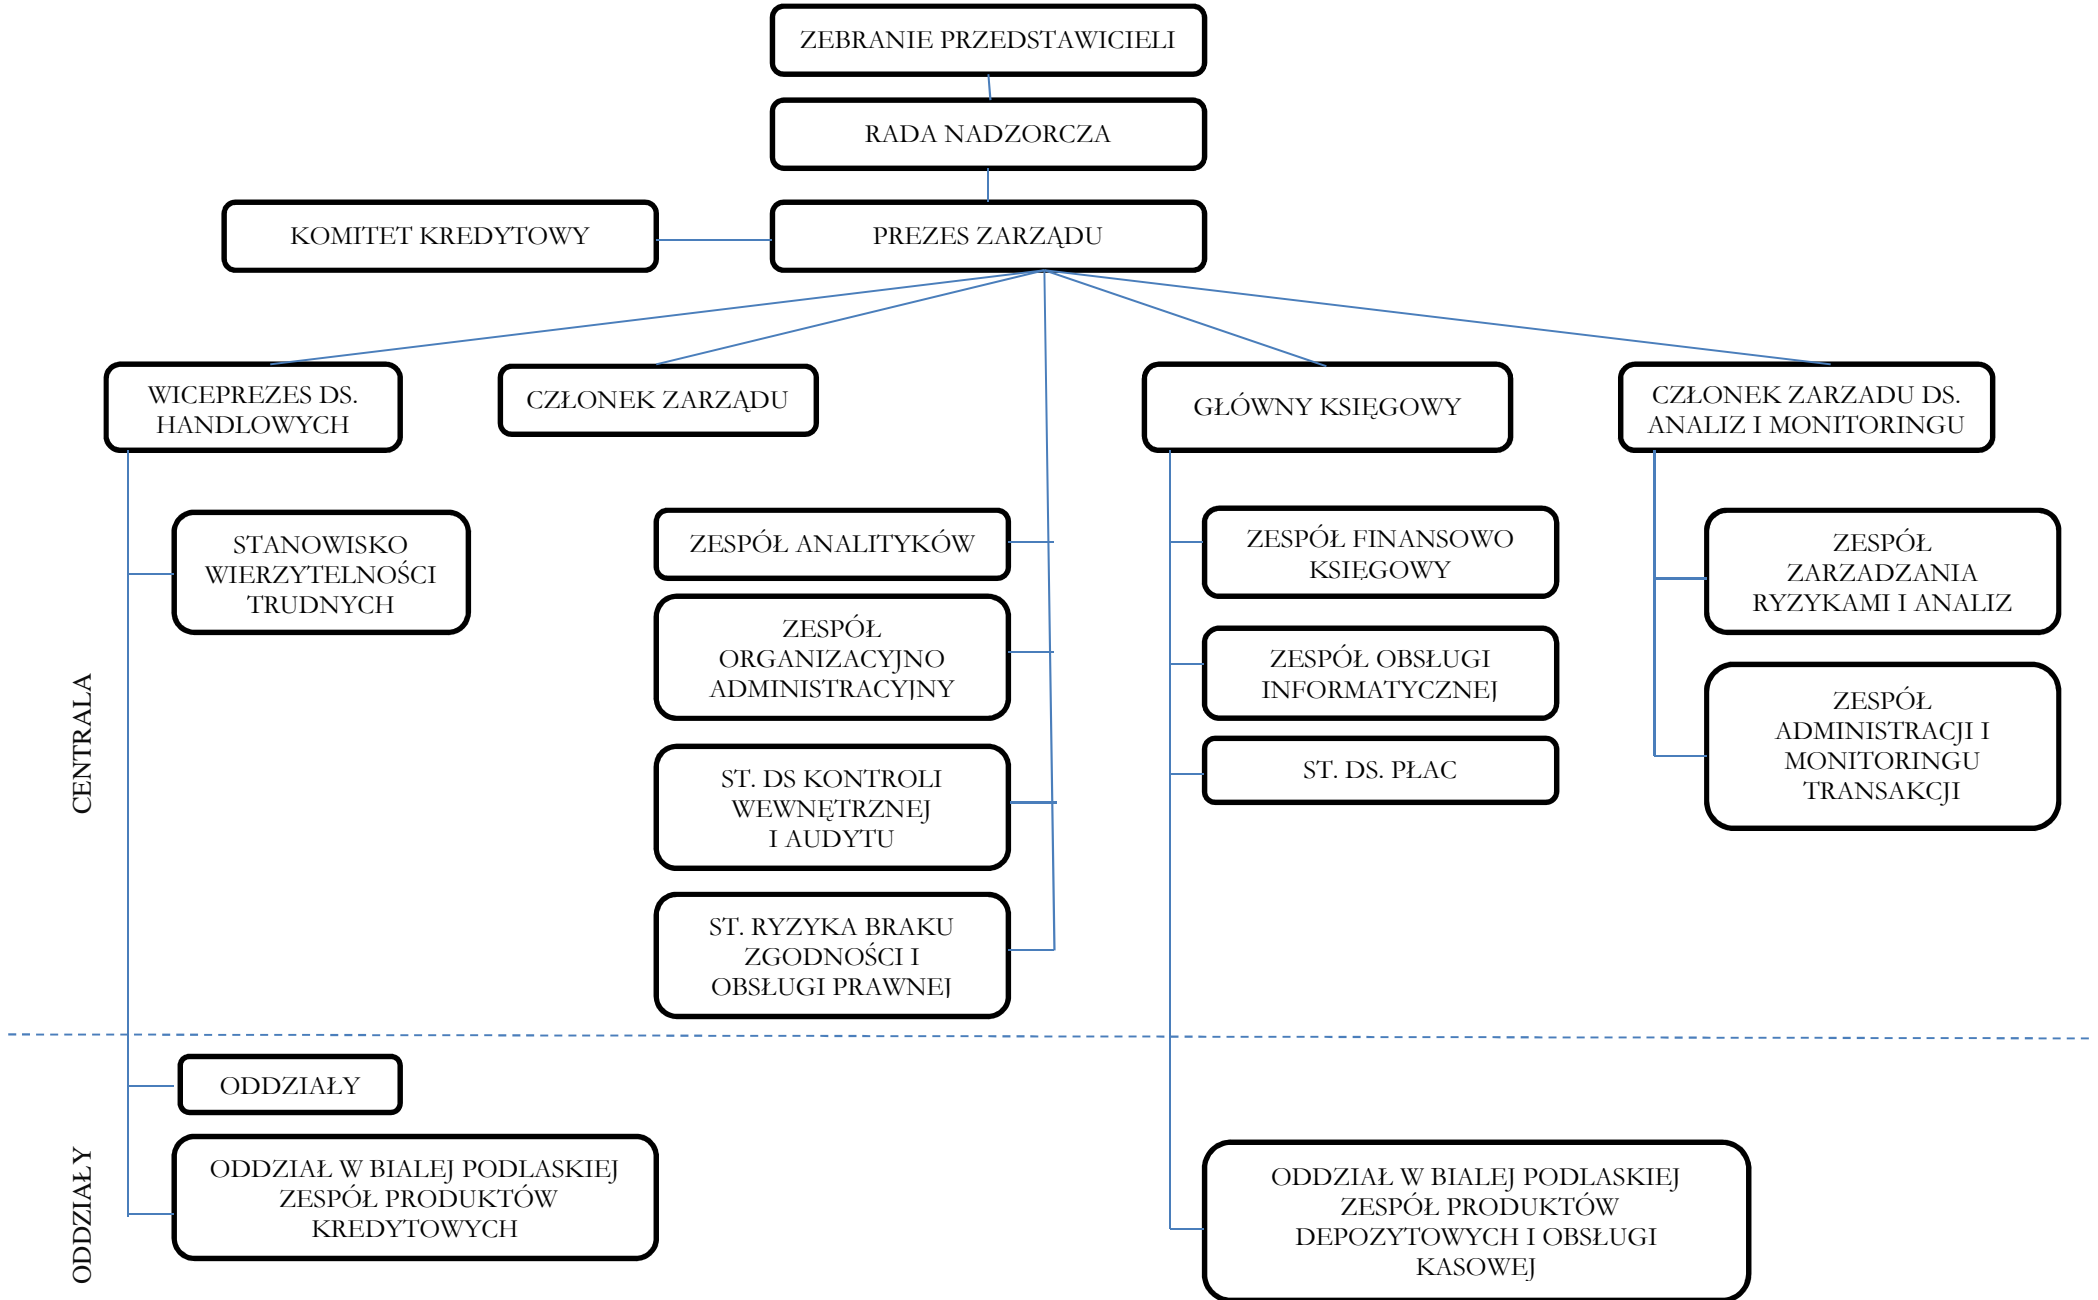 ZEBRANIE PRZEDSTAWICIELI
RADA NADZORCZA
KOMITET KREDYTOWY
PREZES ZARZĄDU
WICEPREZES DS.
HANDLOWYCH
CZŁONEK ZARZĄDU
GŁÓWNY KSIĘGOWY
CZŁONEK ZARZADU DS.
ANALIZ I MONITORINGU
STANOWISKO
WIERZYTELNOŚCI
TRUDNYCH
ZESPÓŁ ANALITYKÓW
ZESPÓŁ
ORGANIZACYJNO
ADMINISTRACYJNY
ST. DS KONTROLI
WEWNĘTRZNEJ
I AUDYTU
ST. RYZYKA BRAKU
ZGODNOŚCI I
OBSŁUGI PRAWNEJ
ZESPÓŁ FINANSOWO
KSIĘGOWY
ZESPÓŁ OBSŁUGI
INFORMATYCZNEJ
ST. DS. PŁAC
ZESPÓŁ
ZARZADZANIA
RYZYKAMI I ANALIZ
ZESPÓŁ
ADMINISTRACJI I
MONITORINGU
TRANSAKCJI
CENTRALA
ODDZIAŁY
ODDZIAŁY
ODDZIAŁ W BIALEJ PODLASKIEJ
ZESPÓŁ PRODUKTÓW
KREDYTOWYCH
ODDZIAŁ W BIALEJ PODLASKIEJ
ZESPÓŁ PRODUKTÓW
DEPOZYTOWYCH I OBSŁUGI
KASOWEJ